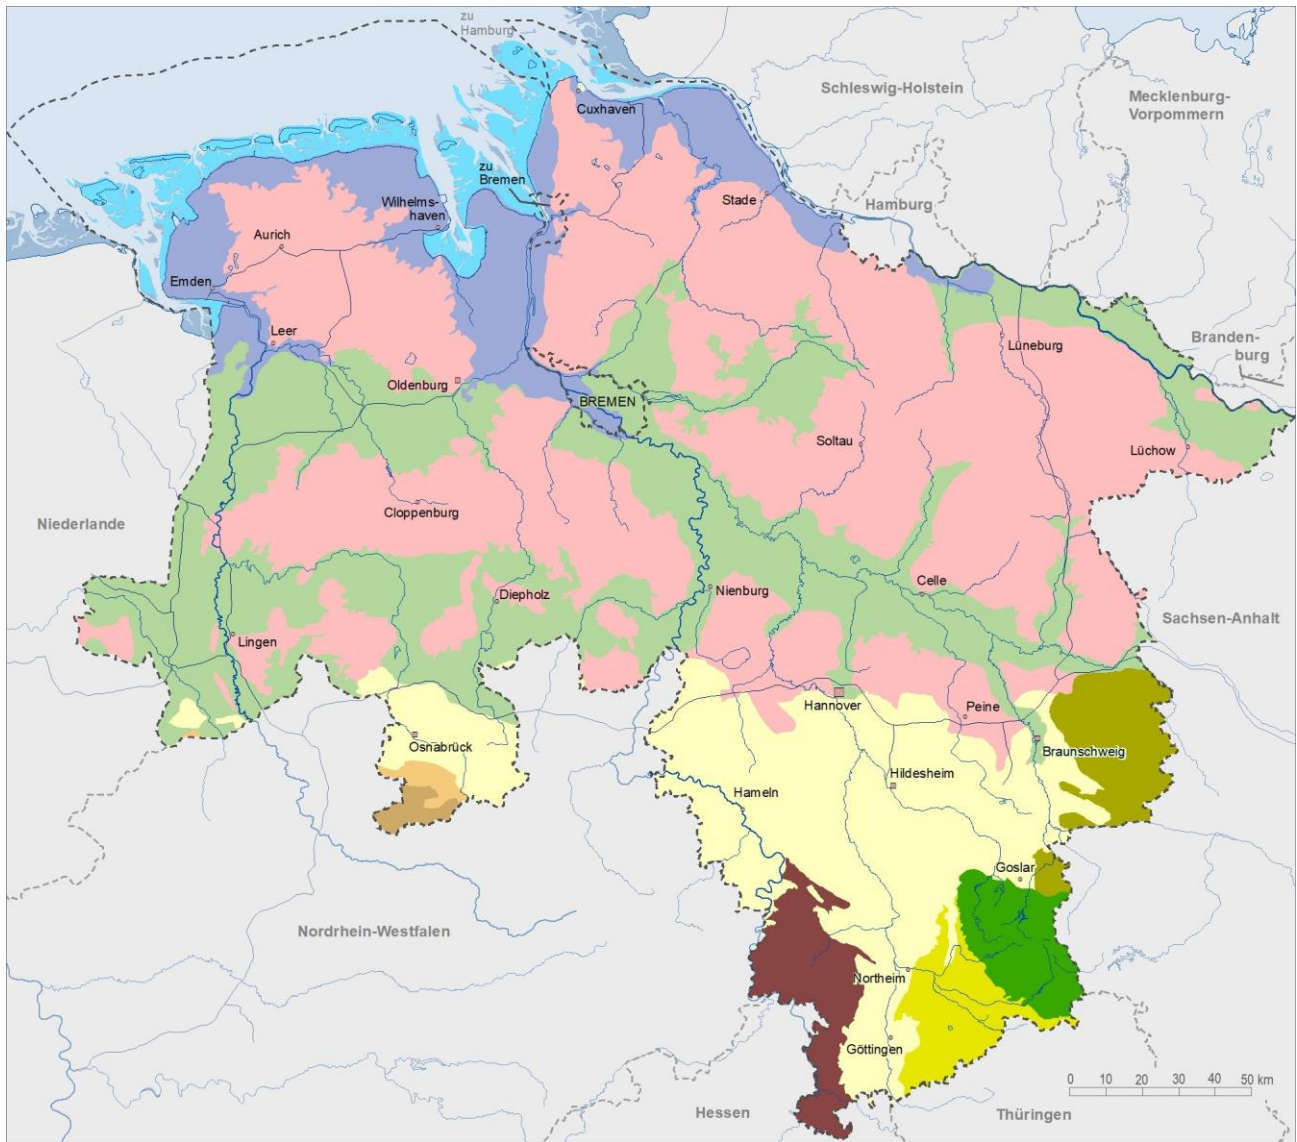 zu
Hamburg
Schleswig-Holstein
Mecklenburg-
Vorpommern
Cuxhaven
zu
Bremen
Wilhelms-
haven
Stade
Hamburg
Aurich
Emden
Leer
Lüneburg
Branden-
burg
Oldenburg
BREMEN
Soltau
Lüchow
Cloppenburg
Niederlande
Celle
Diepholz
Nienburg
Sachsen-Anhalt
Lingen
Hannover
Peine
Osnabrück
Braunschweig
Hildesheim
Hameln
Goslar
Nordrhein-Westfalen
Northeim
Göttingen
0 10 20 30 40 50 km
Hessen
Thüringen